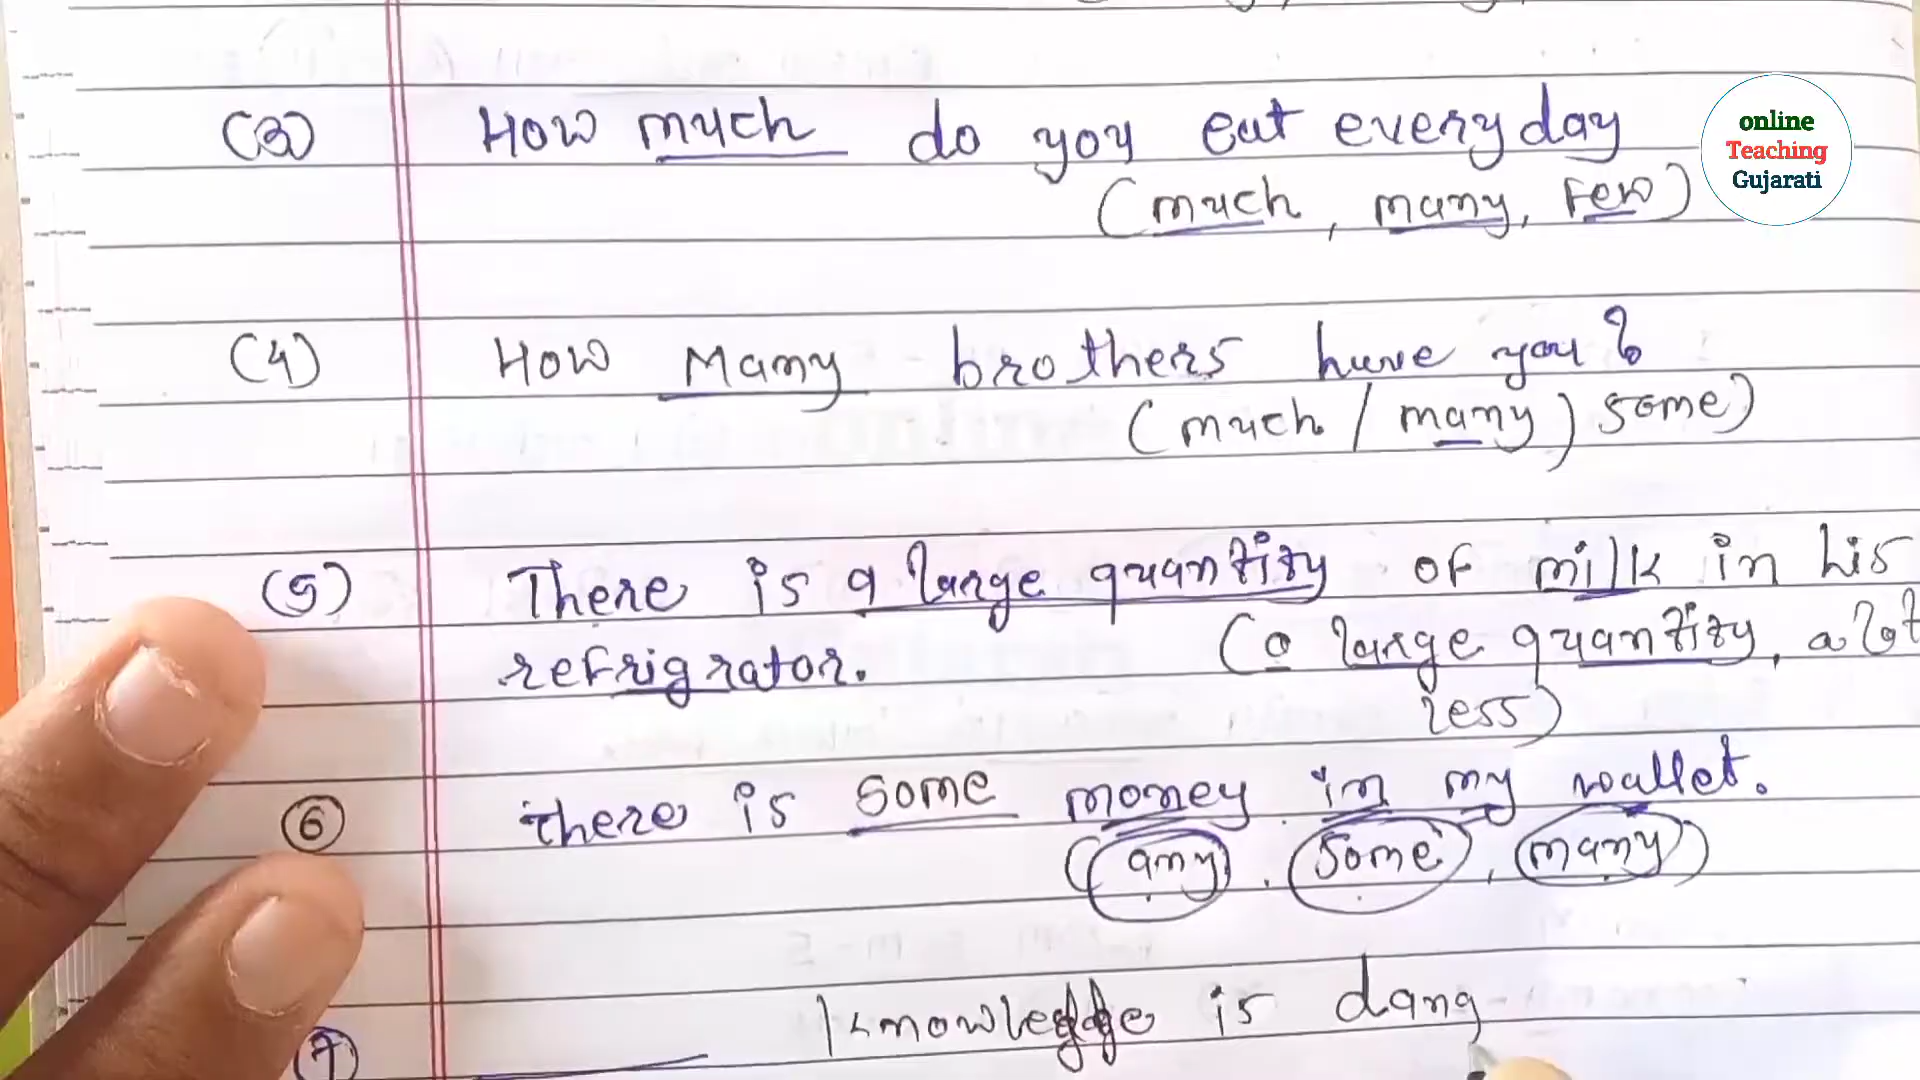 (3) How much do you eat everyday
(much, many, Few)
online
Teaching
Gujarati
(4) How Many brothers have you?
(much / many) some)
(5) There is a large quantity of milk in his
refrigrator. (a large quantity, a lot
less)
(6) there is some money in my wallet.
(any, some, many)
(7) ____ knowledge is dang